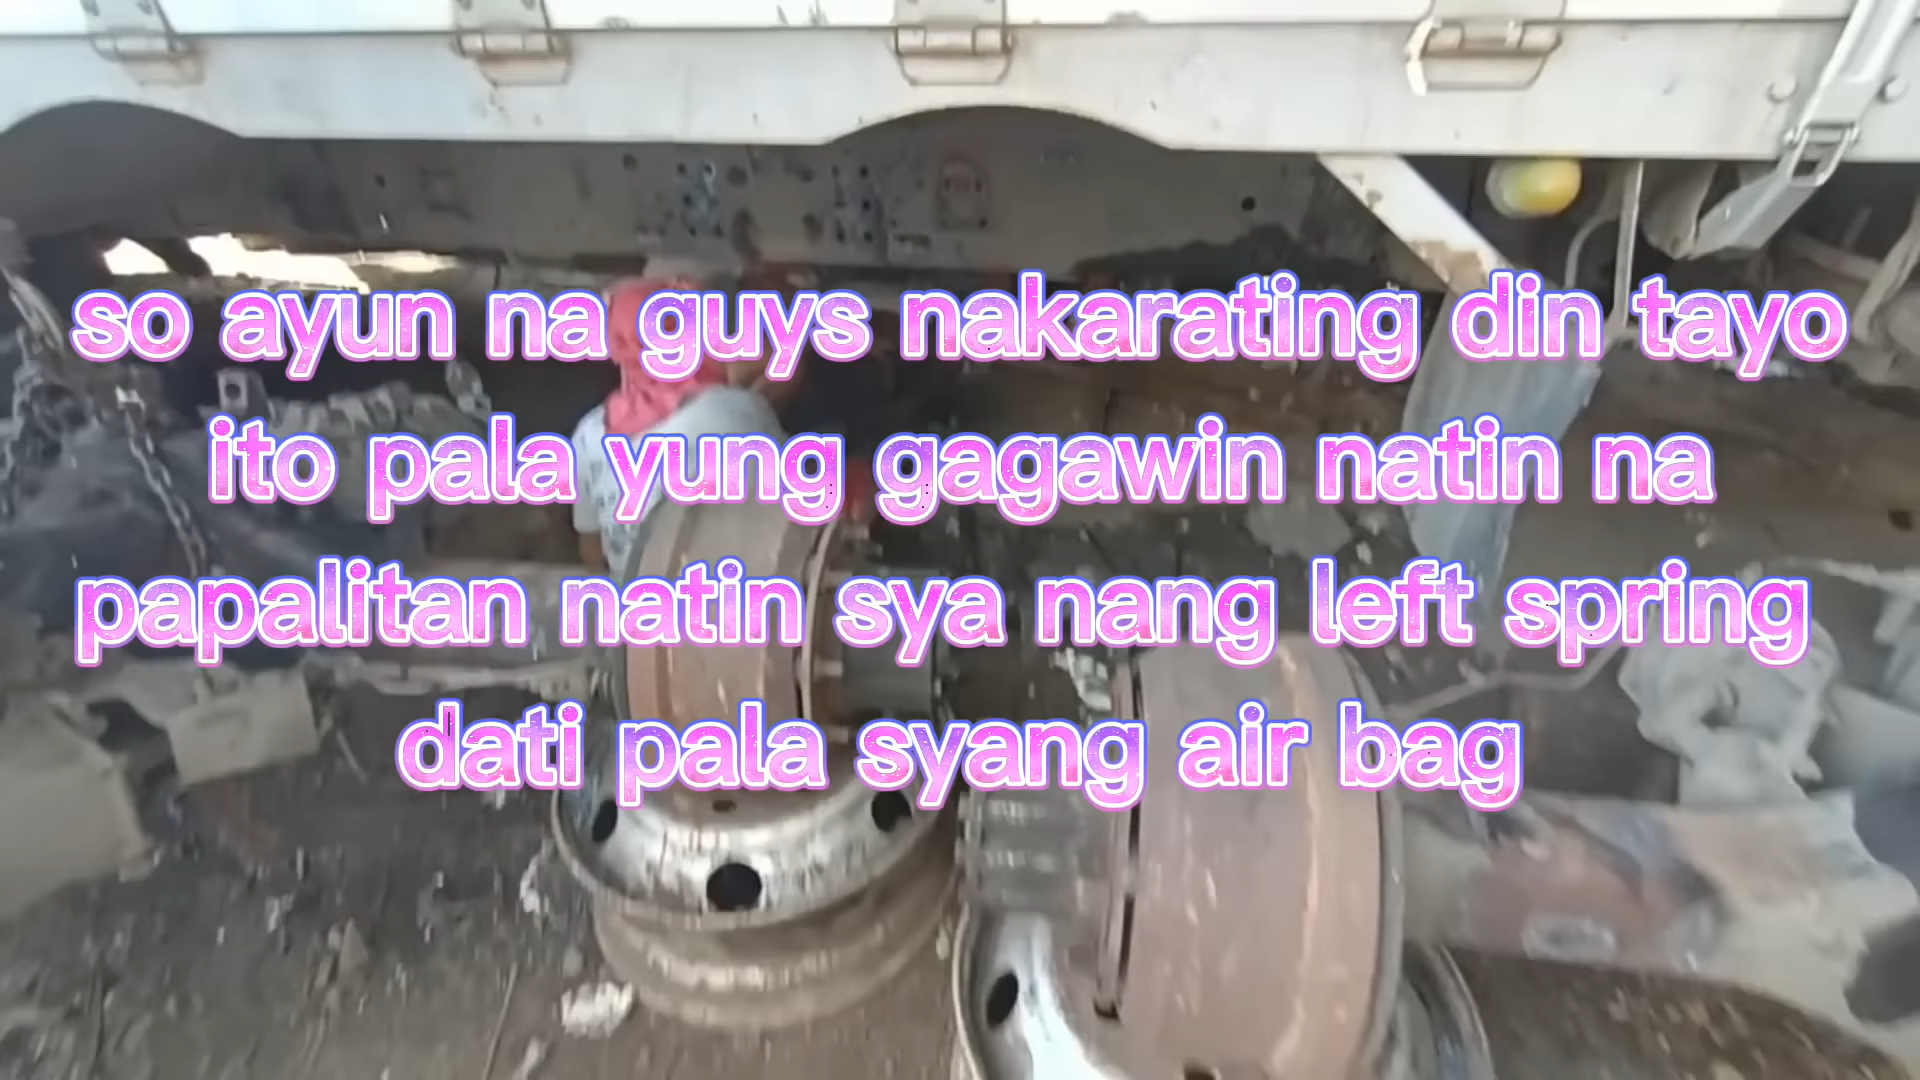 so ayun na guys nakarating din tayo
ito pala yung gagawin natin na
papalitan natin sya nang left spring
dati pala syang air bag